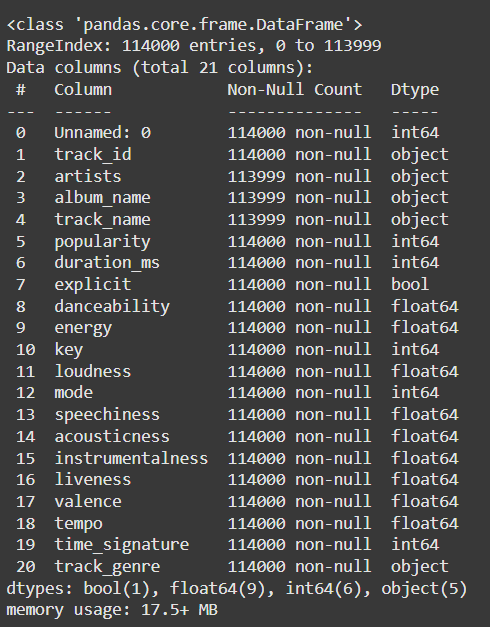 <class 'pandas.core.frame.DataFrame'>
RangeIndex: 114000 entries, 0 to 113999
Data columns (total 21 columns):
 #   Column            Non-Null Count   Dtype
---  ------            --------------   -----
 0   Unnamed: 0        114000 non-null  int64
 1   track_id          114000 non-null  object
 2   artists           113999 non-null  object
 3   album_name        113999 non-null  object
 4   track_name        113999 non-null  object
 5   popularity        114000 non-null  int64
 6   duration_ms       114000 non-null  int64
 7   explicit          114000 non-null  bool
 8   danceability      114000 non-null  float64
 9   energy            114000 non-null  float64
 10  key               114000 non-null  int64
 11  loudness          114000 non-null  float64
 12  mode              114000 non-null  int64
 13  speechiness       114000 non-null  float64
 14  acousticness      114000 non-null  float64
 15  instrumentalness  114000 non-null  float64
 16  liveness          114000 non-null  float64
 17  valence           114000 non-null  float64
 18  tempo             114000 non-null  float64
 19  time_signature    114000 non-null  int64
 20  track_genre       114000 non-null  object
dtypes: bool(1), float64(9), int64(6), object(5)
memory usage: 17.5+ MB